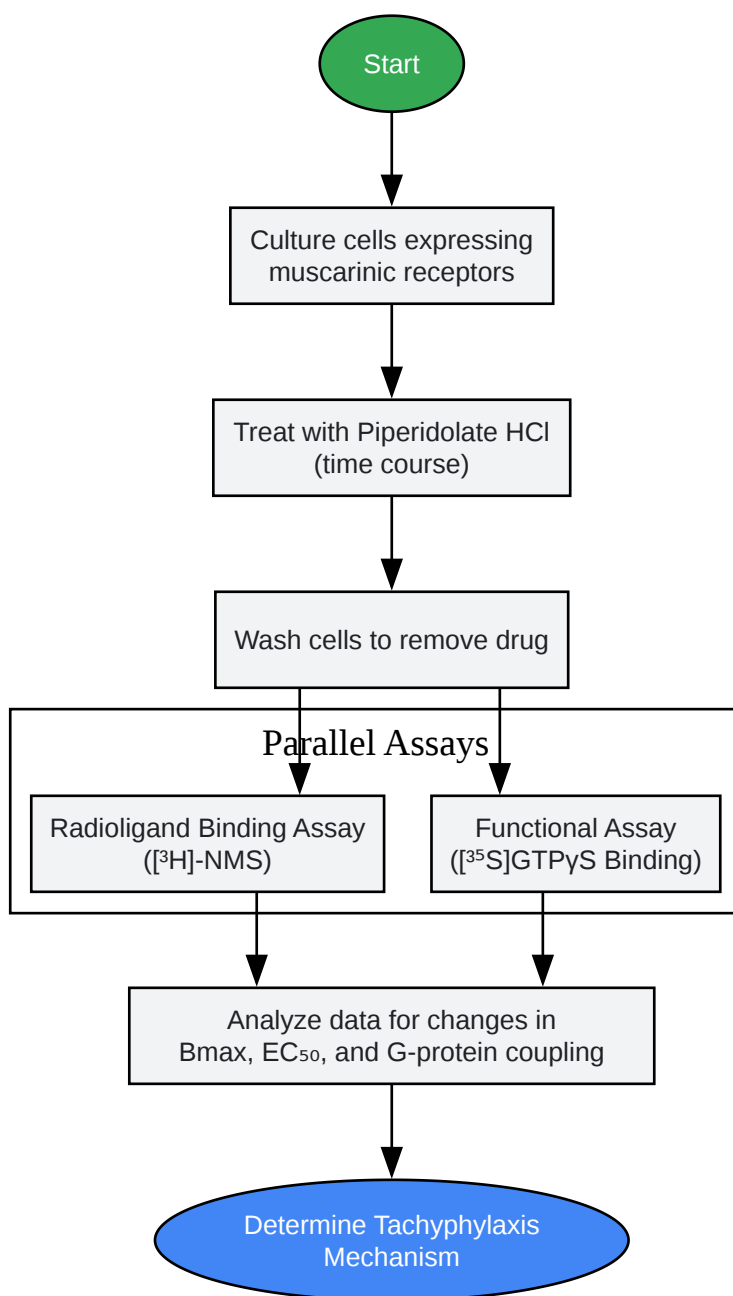 Start
Culture cells expressing
muscarinic receptors
Treat with Piperidolate HCl
(time course)
Wash cells to remove drug
Parallel Assays
Radioligand Binding Assay
([³H]-NMS)
Functional Assay
([³⁵S]GTPγS Binding)
Analyze data for changes in
Bmax, EC₅₀, and G-protein coupling
Determine Tachyphylaxis
Mechanism